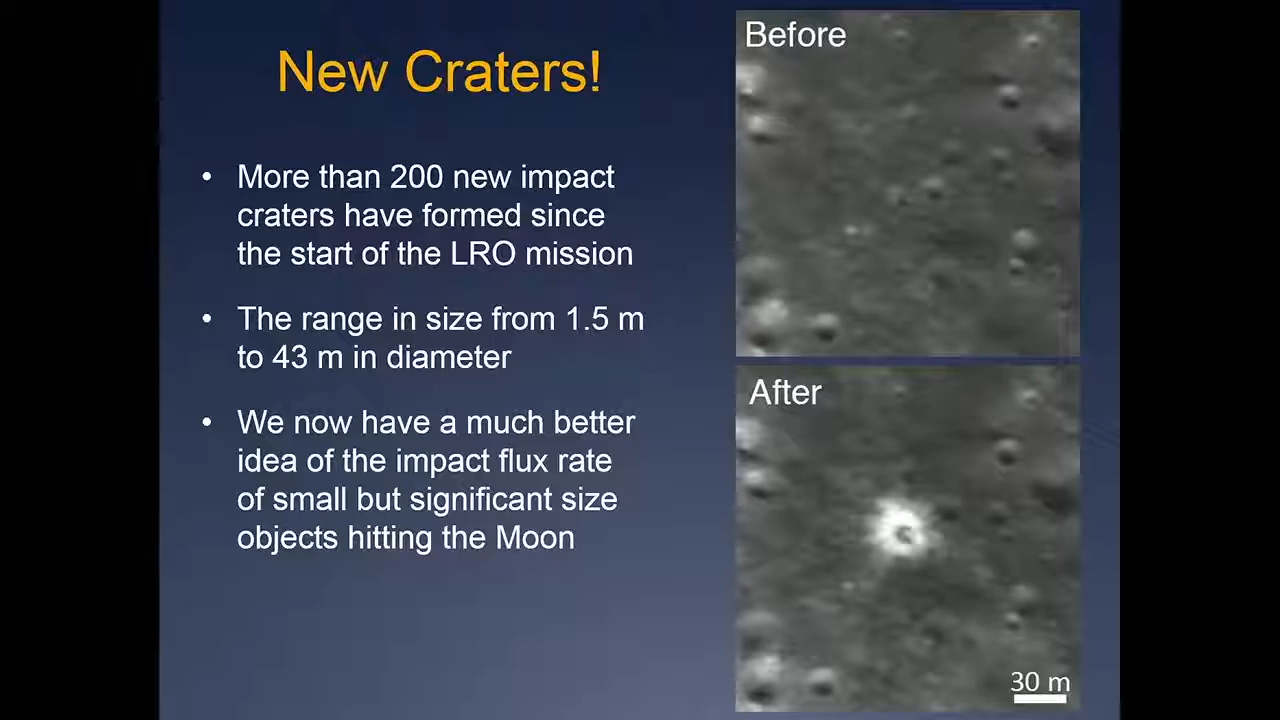 New Craters!
• More than 200 new impact
craters have formed since
the start of the LRO mission
• The range in size from 1.5 m
to 43 m in diameter
• We now have a much better
idea of the impact flux rate
of small but significant size
objects hitting the Moon
Before
After
30 m